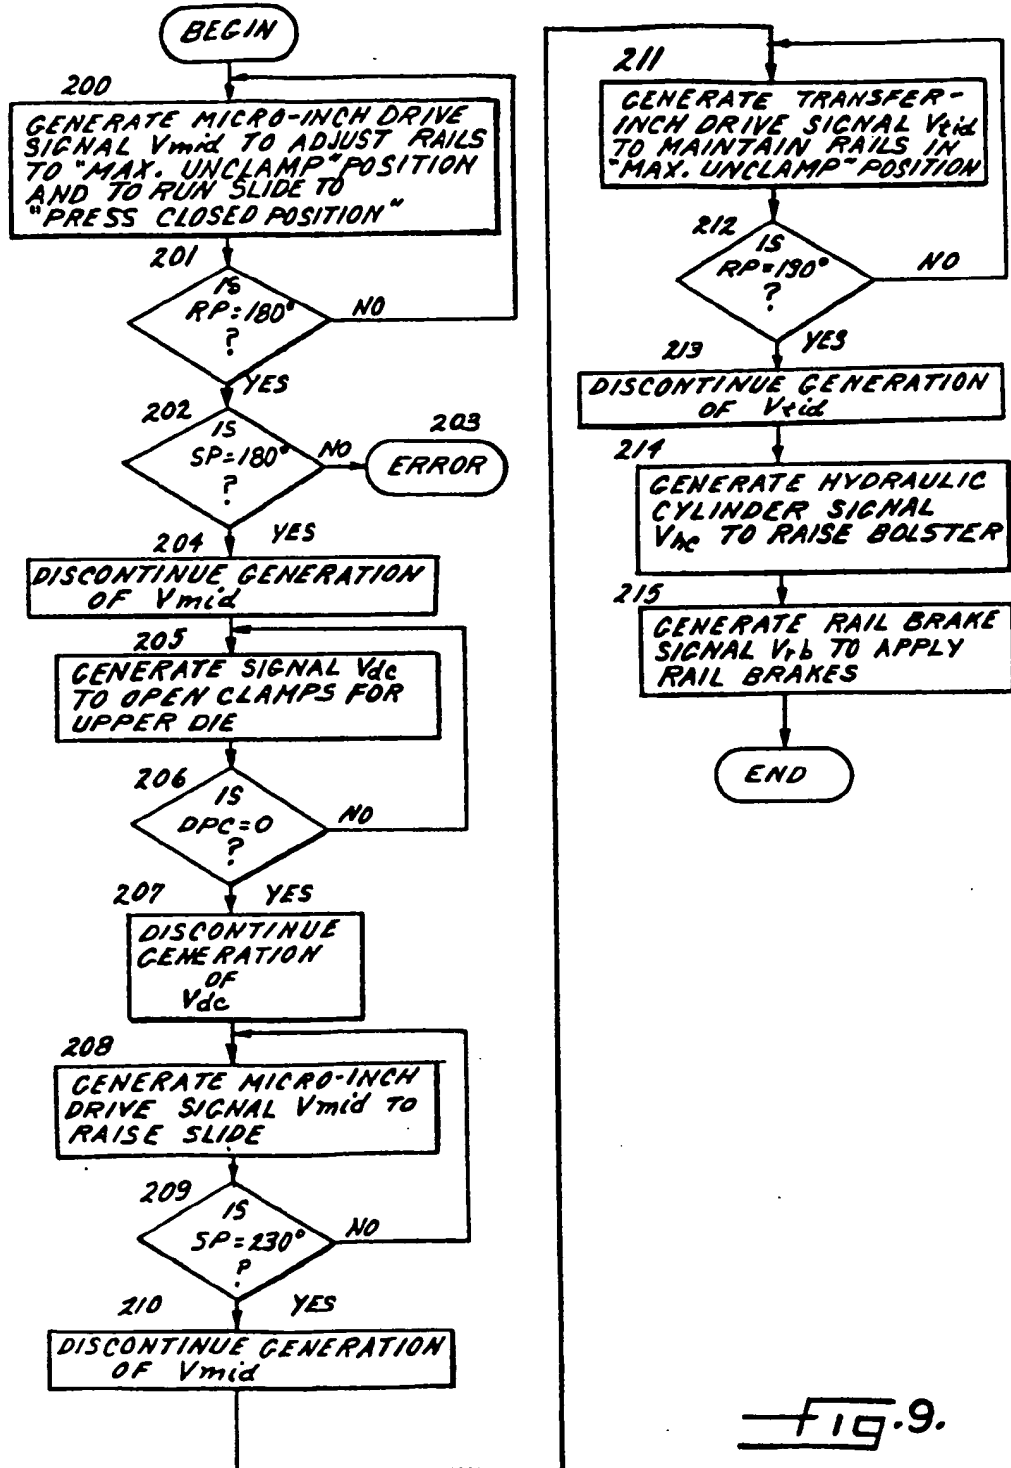 BEGIN
200
GENERATE MICRO-INCH DRIVE
SIGNAL Vmid TO ADJUST RAILS
TO "MAX. UNCLAMP" POSITION
AND TO RUN SLIDE TO
"PRESS CLOSED POSITION"
201
IS
RP=180°
?
NO
YES
202
IS
SP=180°
?
NO
203
ERROR
YES
204
DISCONTINUE GENERATION
OF Vmid
205
GENERATE SIGNAL Vdc
TO OPEN CLAMPS FOR
UPPER DIE
206
IS
DPC=0
?
NO
YES
207
DISCONTINUE
GENERATION
OF
Vdc
208
GENERATE MICRO-INCH
DRIVE SIGNAL Vmid TO
RAISE SLIDE
209
IS
SP=230°
?
NO
YES
210
DISCONTINUE GENERATION
OF Vmid
211
GENERATE TRANSFER-
INCH DRIVE SIGNAL Vtid
TO MAINTAIN RAILS IN
"MAX. UNCLAMP" POSITION
212
IS
RP=190°
?
NO
YES
213
DISCONTINUE GENERATION
OF Vtid
214
GENERATE HYDRAULIC
CYLINDER SIGNAL
Vhc TO RAISE BOLSTER
215
GENERATE RAIL BRAKE
SIGNAL Vrb TO APPLY
RAIL BRAKES
END
Fig.9.